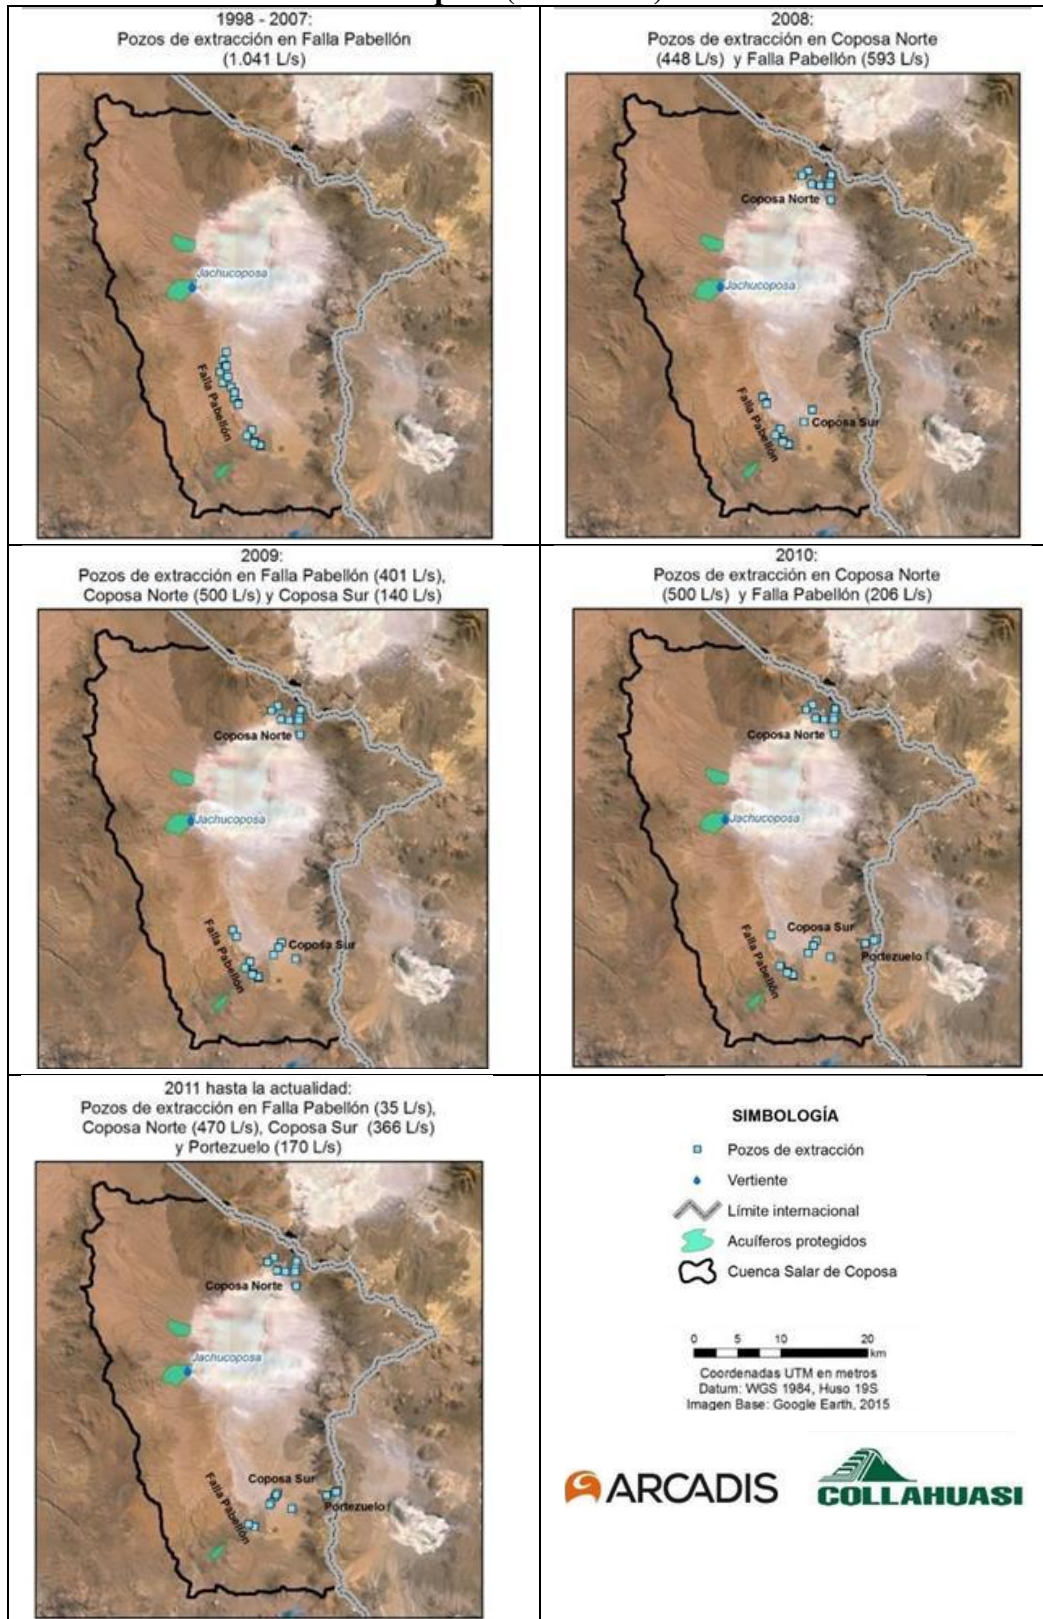 1998 - 2007:
Pozos de extracción en Falla Pabellón
(1.041 L/s)
Jachucoposa
Falla Pabellón
2008:
Pozos de extracción en Coposa Norte
(448 L/s) y Falla Pabellón (593 L/s)
Coposa Norte
Jachucoposa
Falla Pabellón
Coposa Sur
2009:
Pozos de extracción en Falla Pabellón (401 L/s),
Coposa Norte (500 L/s) y Coposa Sur (140 L/s)
Coposa Norte
Jachucoposa
Falla Pabellón
Coposa Sur
2010:
Pozos de extracción en Coposa Norte
(500 L/s) y Falla Pabellón (206 L/s)
Coposa Norte
Jachucoposa
Coposa Sur
Falla Pabellón
Portezuelo
2011 hasta la actualidad:
Pozos de extracción en Falla Pabellón (35 L/s),
Coposa Norte (470 L/s), Coposa Sur (366 L/s)
y Portezuelo (170 L/s)
Coposa Norte
Jachucoposa
Coposa Sur
Falla Pabellón
Portezuelo
SIMBOLOGÍA
Pozos de extracción
Vertiente
Límite internacional
Acuíferos protegidos
Cuenca Salar de Coposa
0 5 10 20
km
Coordenadas UTM en metros
Datum: WGS 1984, Huso 19S
Imagen Base: Google Earth, 2015
ARCADIS
COLLAHUASI